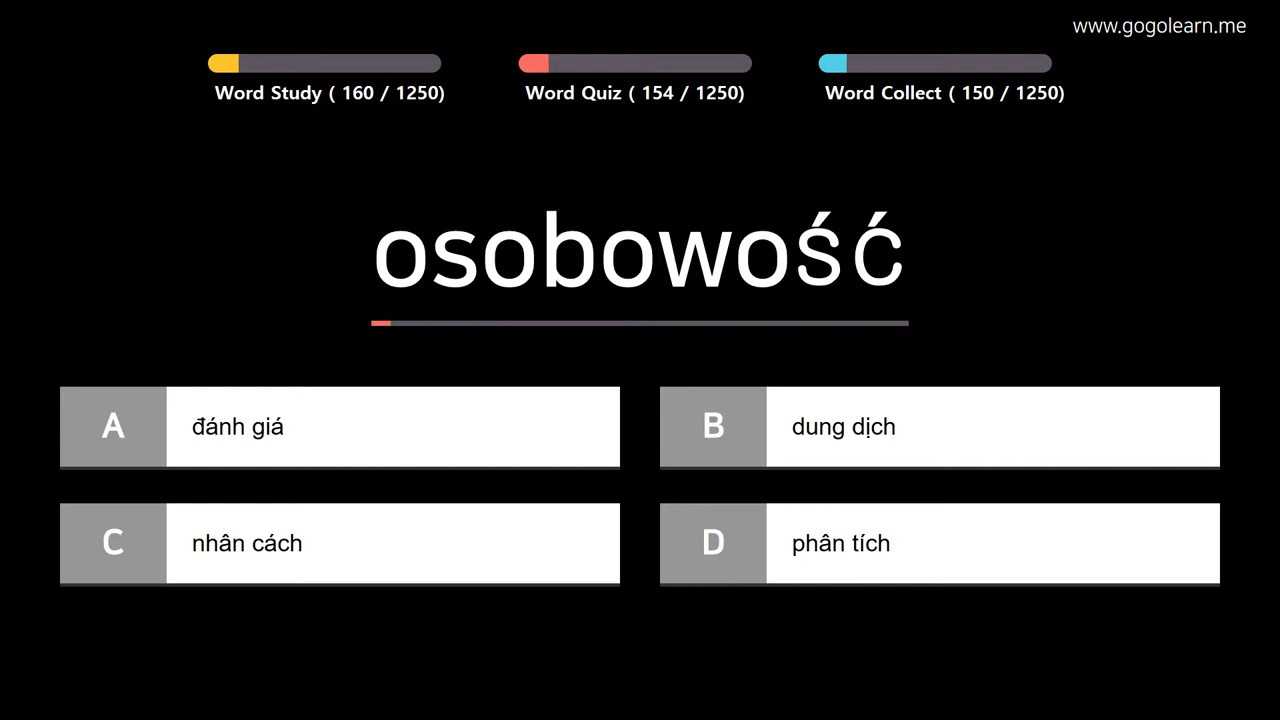 www.gogolearn.me
Word Study ( 160 / 1250)
Word Quiz ( 154 / 1250)
Word Collect ( 150 / 1250)
osobowość
A đánh giá
B dung dịch
C nhân cách
D phân tích